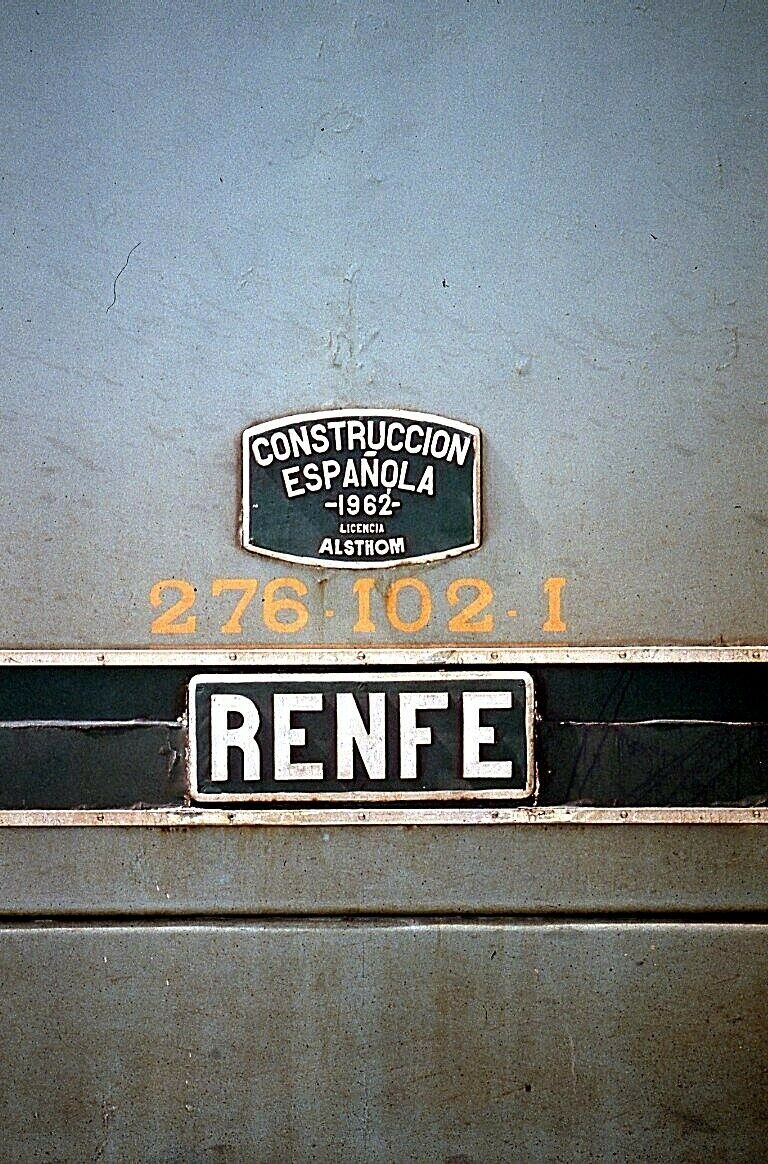 CONSTRUCCION
ESPAÑOLA
-1962-
LICENCIA
ALSTHOM
276·102·1
RENFE